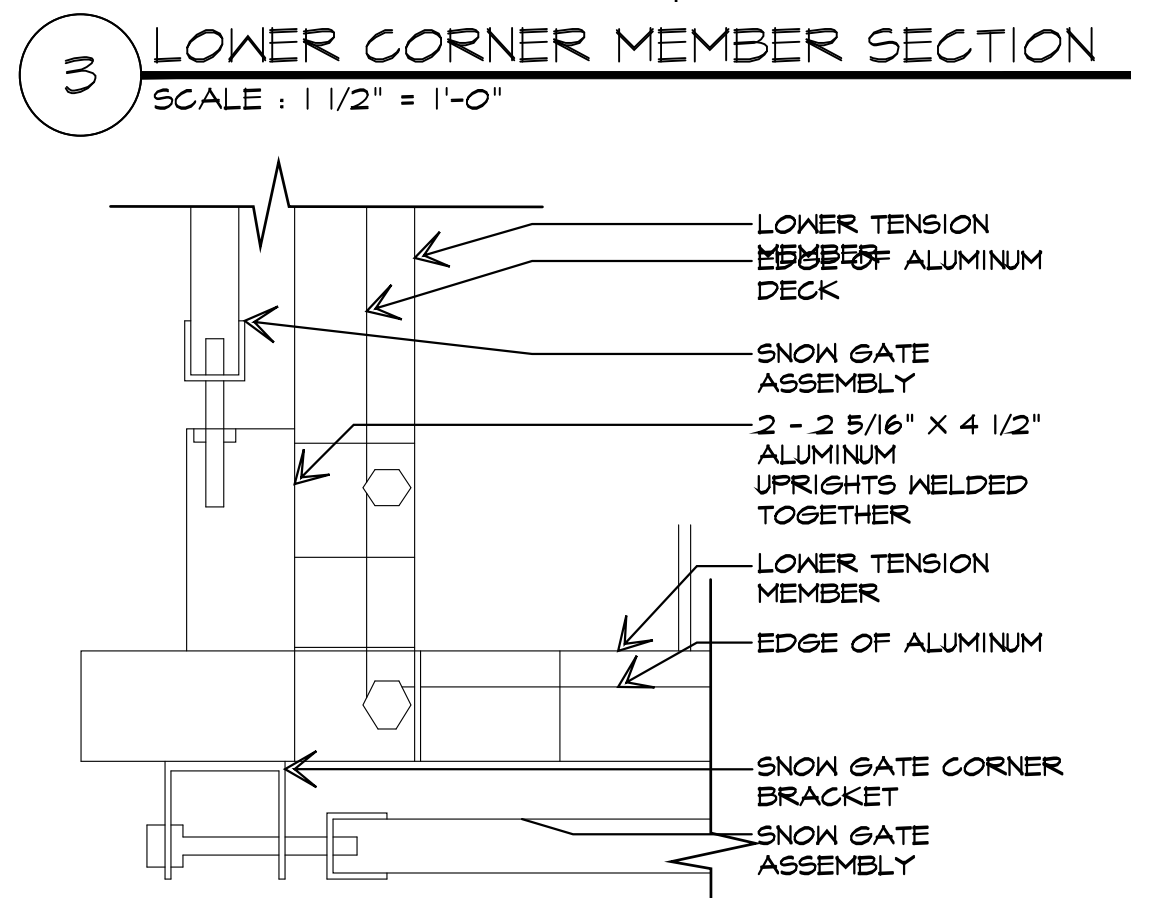 3
LOWER CORNER MEMBER SECTION
SCALE : 1 1/2" = 1'-0"
LOWER TENSION
MEMBER
EDGE OF ALUMINUM
DECK
SNOW GATE
ASSEMBLY
2 - 2 5/16" X 4 1/2"
ALUMINUM
UPRIGHTS WELDED
TOGETHER
LOWER TENSION
MEMBER
EDGE OF ALUMINUM
SNOW GATE CORNER
BRACKET
SNOW GATE
ASSEMBLY